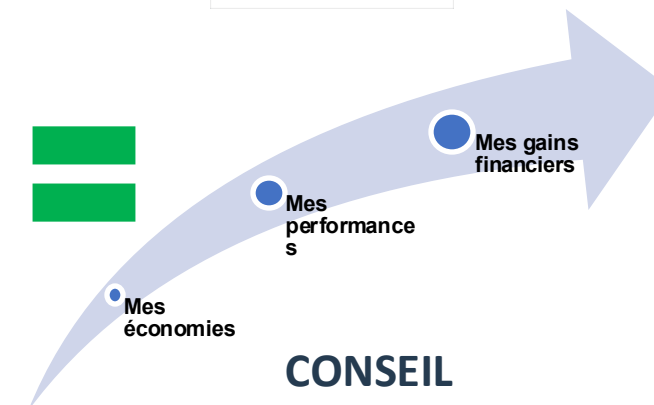 Mes gains
financiers
Mes
performance
s
Mes
économies
CONSEIL